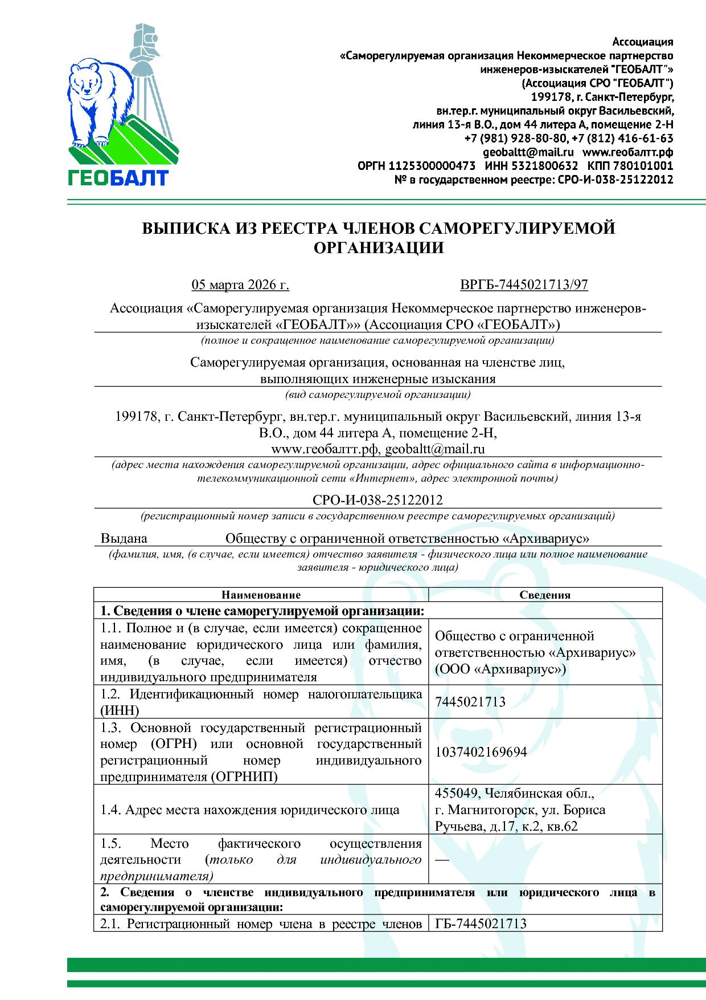 ГЕОБАЛТ
Ассоциация
«Саморегулируемая организация Некоммерческое партнерство
инженеров-изыскателей "ГЕОБАЛТ"»
(Ассоциация СРО "ГЕОБАЛТ")
199178, г. Санкт-Петербург,
вн.тер.г. муниципальный округ Васильевский,
линия 13-я В.О., дом 44 литера А, помещение 2-Н
+7 (981) 928-80-80, +7 (812) 416-61-63
geobaltt@mail.ru www.геобалтт.рф
ОРГН 1125300000473 ИНН 5321800632 КПП 780101001
№ в государственном реестре: СРО-И-038-25122012
ВЫПИСКА ИЗ РЕЕСТРА ЧЛЕНОВ САМОРЕГУЛИРУЕМОЙ
ОРГАНИЗАЦИИ
05 марта 2026 г. ВРГБ-7445021713/97
Ассоциация «Саморегулируемая организация Некоммерческое партнерство инженеров-
изыскателей «ГЕОБАЛТ»» (Ассоциация СРО «ГЕОБАЛТ»)
(полное и сокращенное наименование саморегулируемой организации)
Саморегулируемая организация, основанная на членстве лиц,
выполняющих инженерные изыскания
(вид саморегулируемой организации)
199178, г. Санкт-Петербург, вн.тер.г. муниципальный округ Васильевский, линия 13-я
В.О., дом 44 литера А, помещение 2-Н,
www.геобалтт.рф, geobaltt@mail.ru
(адрес места нахождения саморегулируемой организации, адрес официального сайта в информационно-
телекоммуникационной сети «Интернет», адрес электронной почты)
СРО-И-038-25122012
(регистрационный номер записи в государственном реестре саморегулируемых организаций)
Выдана Обществу с ограниченной ответственностью «Архивариус»
(фамилия, имя, (в случае, если имеется) отчество заявителя - физического лица или полное наименование
заявителя - юридического лица)
Наименование Сведения
1. Сведения о члене саморегулируемой организации:
1.1. Полное и (в случае, если имеется) сокращенное
наименование юридического лица или фамилия,
имя, (в случае, если имеется) отчество
индивидуального предпринимателя
Общество с ограниченной
ответственностью «Архивариус»
(ООО «Архивариус»)
1.2. Идентификационный номер налогоплательщика
(ИНН)
7445021713
1.3. Основной государственный регистрационный
номер (ОГРН) или основной государственный
регистрационный номер индивидуального
предпринимателя (ОГРНИП)
1037402169694
1.4. Адрес места нахождения юридического лица
455049, Челябинская обл.,
г. Магнитогорск, ул. Бориса
Ручьева, д.17, к.2, кв.62
1.5. Место фактического осуществления
деятельности (только для индивидуального
предпринимателя)
—
2. Сведения о членстве индивидуального предпринимателя или юридического лица в
саморегулируемой организации:
2.1. Регистрационный номер члена в реестре членов ГБ-7445021713